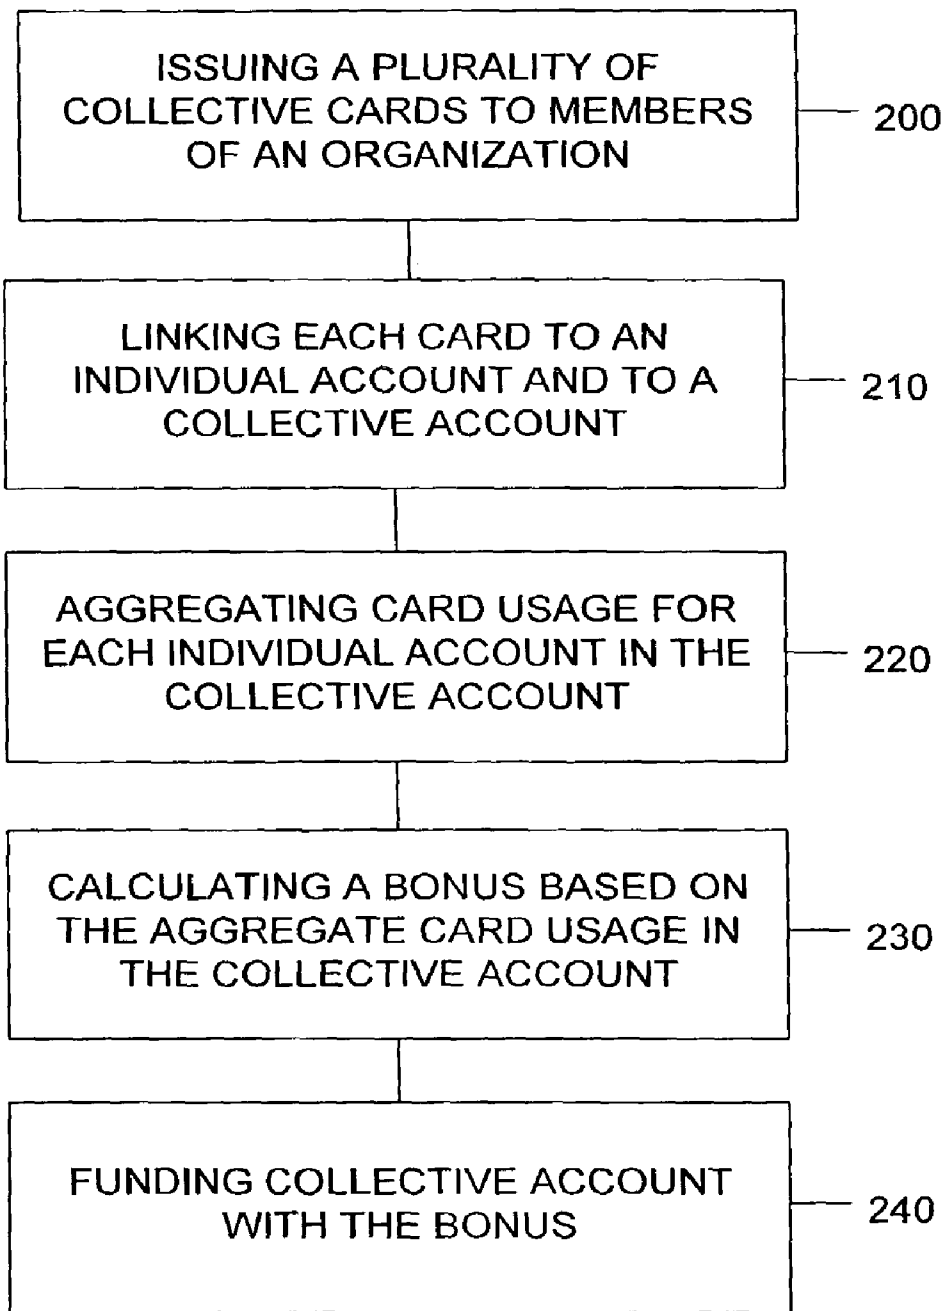 ISSUING A PLURALITY OF
COLLECTIVE CARDS TO MEMBERS
OF AN ORGANIZATION
200
LINKING EACH CARD TO AN
INDIVIDUAL ACCOUNT AND TO A
COLLECTIVE ACCOUNT
210
AGGREGATING CARD USAGE FOR
EACH INDIVIDUAL ACCOUNT IN THE
COLLECTIVE ACCOUNT
220
CALCULATING A BONUS BASED ON
THE AGGREGATE CARD USAGE IN
THE COLLECTIVE ACCOUNT
230
FUNDING COLLECTIVE ACCOUNT
WITH THE BONUS
240